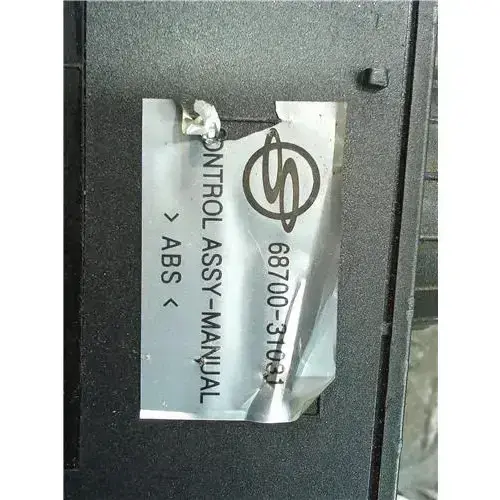 68700-31031
CONTROL ASSY-MANUAL
> ABS <